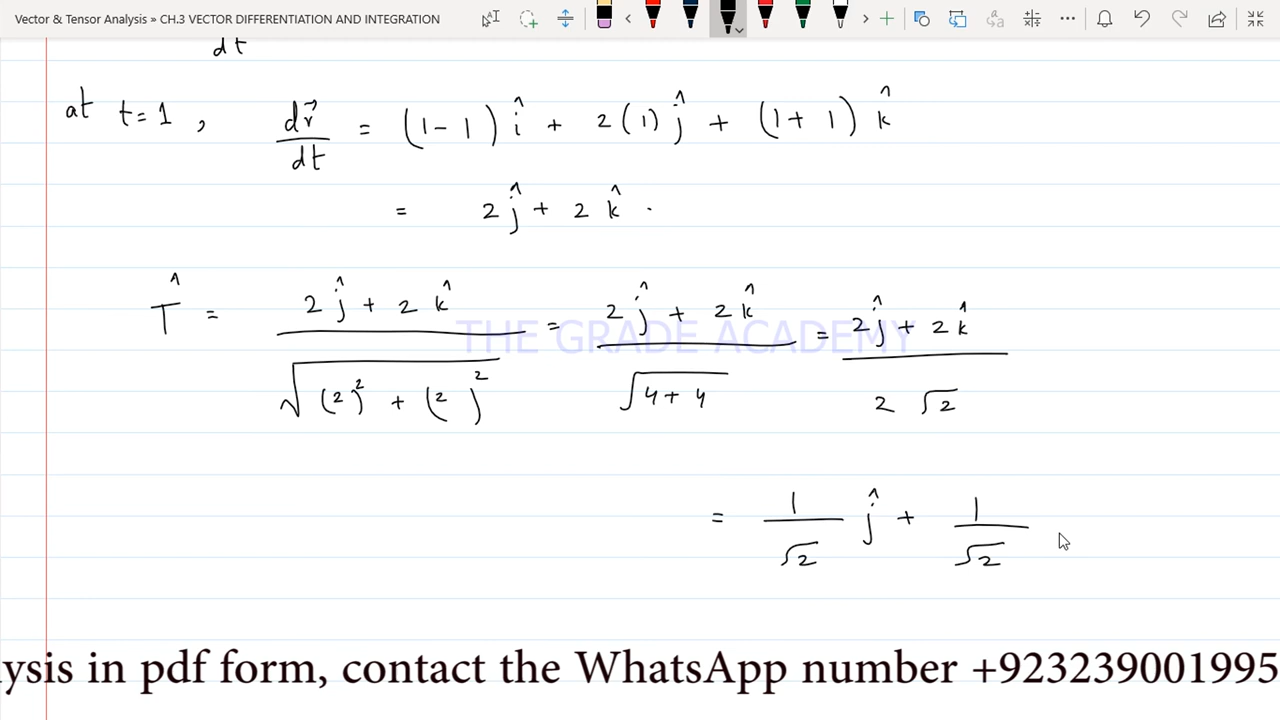 Vector & Tensor Analysis » CH.3 VECTOR DIFFERENTIATION AND INTEGRATION
dt
at t=1, dr⃗/dt = (1-1) î + 2(1) ĵ + (1+1) k̂
= 2ĵ + 2k̂ .
T̂ = (2ĵ + 2k̂)/√((2)² + (2)²) = (2ĵ + 2k̂)/√(4+4) = (2ĵ + 2k̂)/(2√2)
THE GRADE ACADEMY
= 1/√2 ĵ + 1/√2
ysis in pdf form, contact the WhatsApp number +923239001995